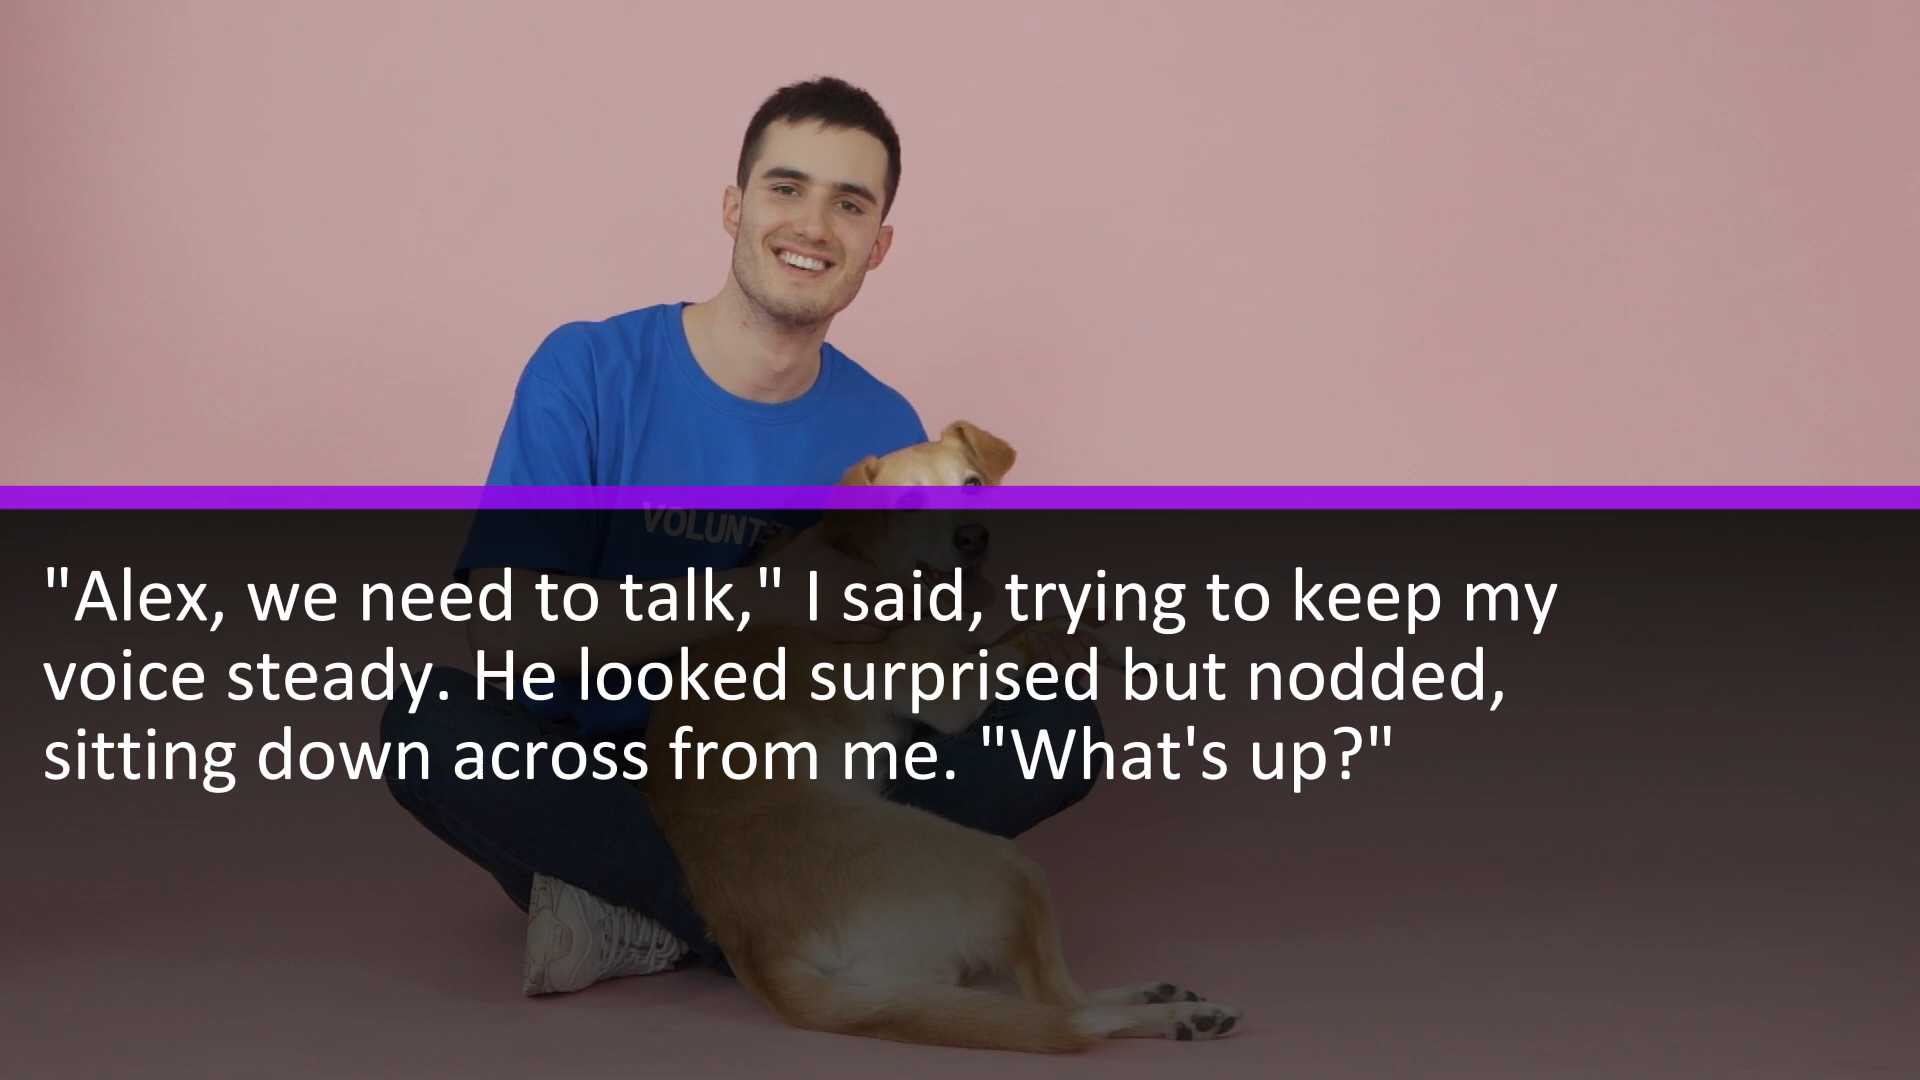 VOLUNTE
"Alex, we need to talk," I said, trying to keep my
voice steady. He looked surprised but nodded,
sitting down across from me. "What's up?"